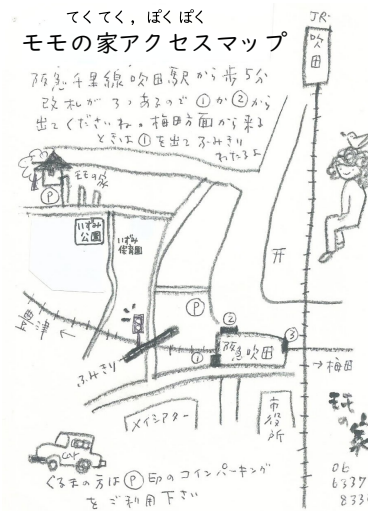 てくてく，ぽくぽく
モモの家アクセスマップ
JR
吹田
阪急千里線吹田駅から歩5分
改札が3つあるので①か②から
出てくださいね。梅田方面から来る
ときは①を出てふみきり
わたるよ
モモの家
P
いずみ
公園
いずみ
保育園
P
②
③
①
阪急吹田
豊津
←
ふみきり
→梅田
メイシアター
市役所
モモの家
06
6337
833
くるまの方はⓅ印のコインパーキング
をご利用下さい